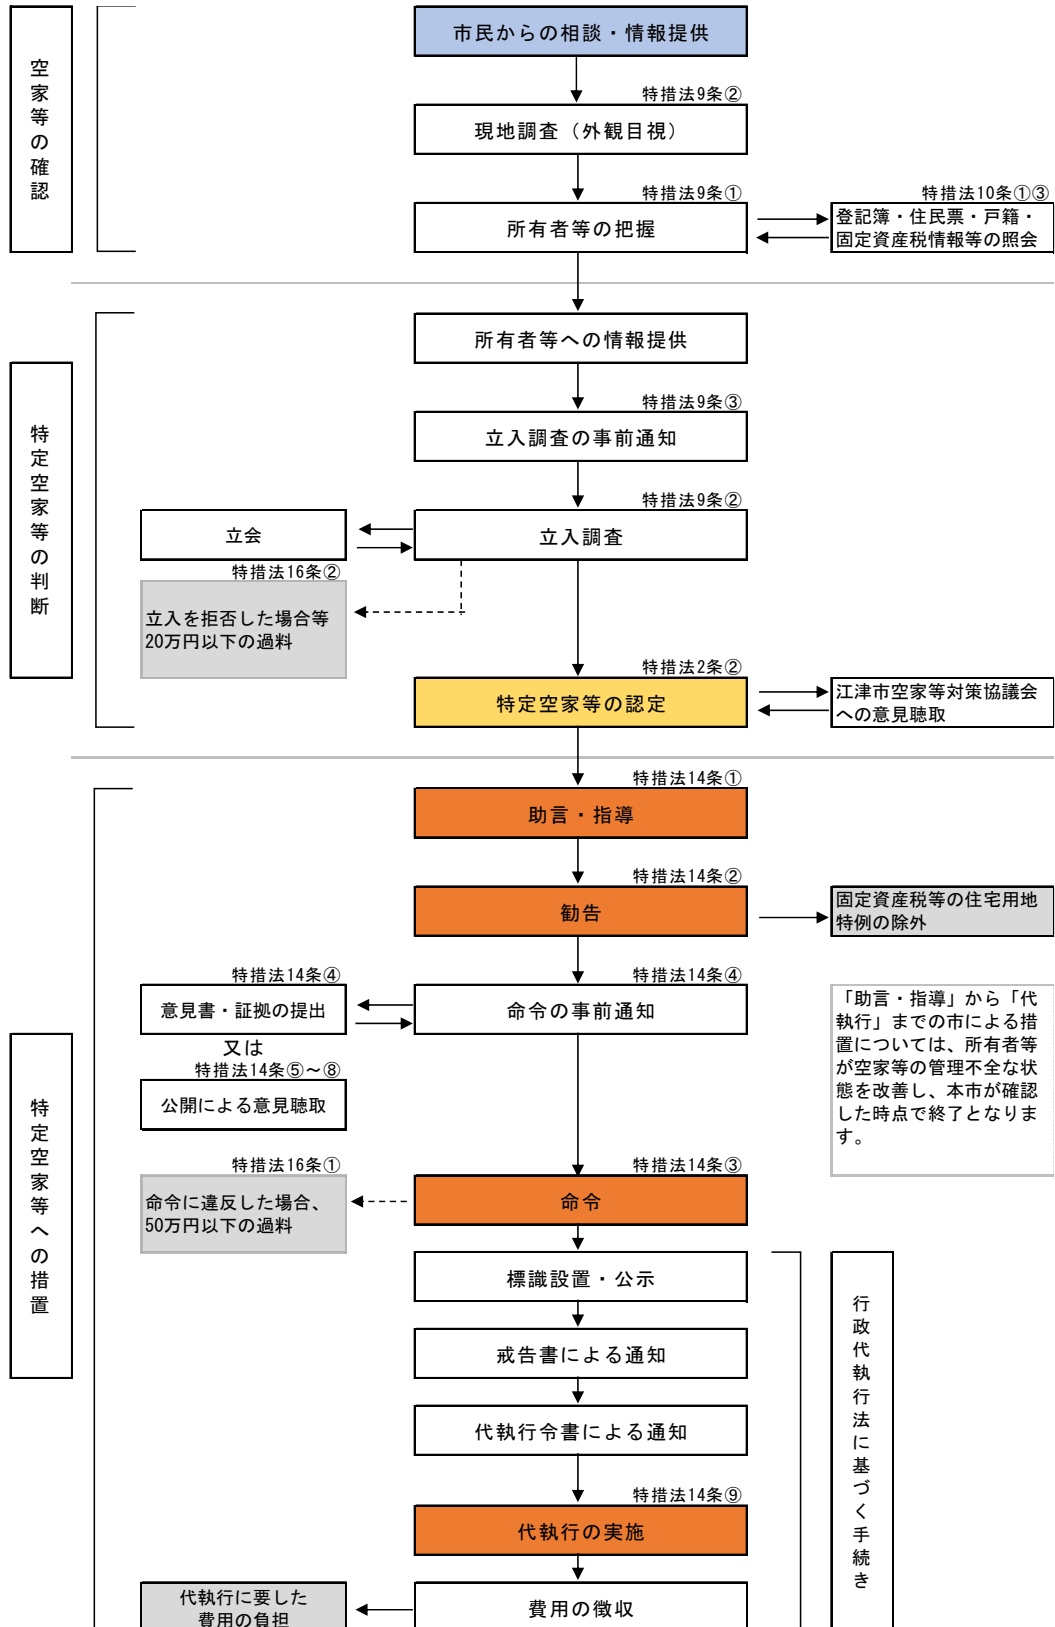 空家等の確認
市民からの相談・情報提供
特措法9条②
現地調査（外観目視）
特措法9条①
所有者等の把握
特措法10条①③
登記簿・住民票・戸籍・
固定資産税情報等の照会
特定空家等の判断
所有者等への情報提供
特措法9条③
立入調査の事前通知
特措法9条②
立入調査
立会
特措法16条②
立入を拒否した場合等
20万円以下の過料
特措法2条②
特定空家等の認定
江津市空家等対策協議会
への意見聴取
特定空家等への措置
特措法14条①
助言・指導
特措法14条②
勧告
固定資産税等の住宅用地
特例の除外
特措法14条④
命令の事前通知
特措法14条④
意見書・証拠の提出
又は
特措法14条⑤～⑧
公開による意見聴取
「助言・指導」から「代
執行」までの市による措
置については、所有者等
が空家等の管理不全な状
態を改善し、本市が確認
した時点で終了となりま
す。
特措法14条③
命令
特措法16条①
命令に違反した場合、
50万円以下の過料
標識設置・公示
戒告書による通知
代執行令書による通知
特措法14条⑨
代執行の実施
費用の徴収
代執行に要した
費用の負担
行政代執行法に基づく手続き